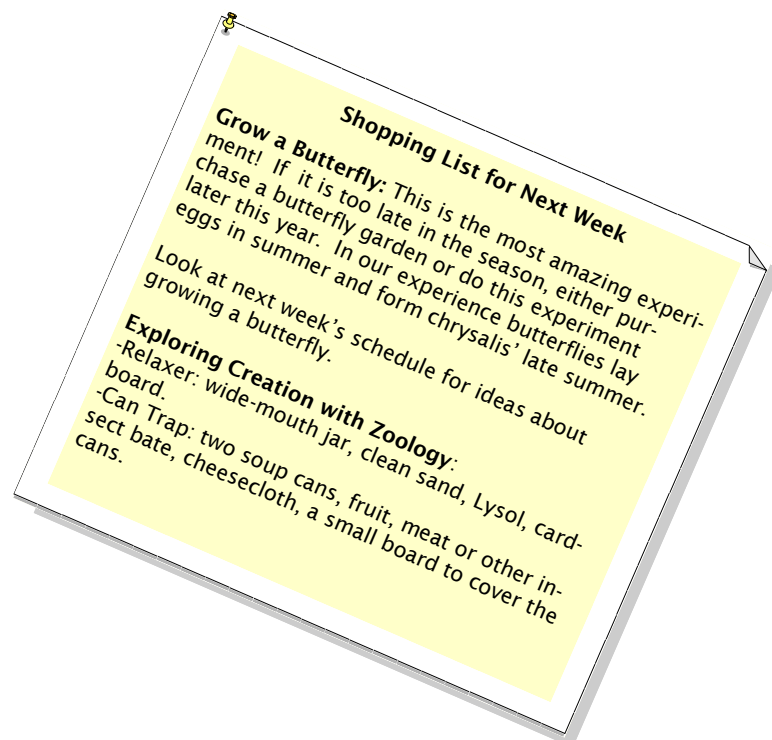 Shopping List for Next Week
Grow a Butterfly: This is the most amazing experi-
ment!  If  it is too late in the season, either pur-
chase a butterfly garden or do this experiment
later this year.  In our experience butterflies lay
eggs in summer and form chrysalis’ late summer.
Look at next week’s schedule for ideas about
growing a butterfly.
Exploring Creation with Zoology:
-Relaxer: wide-mouth jar, clean sand, Lysol, card-
board.
-Can Trap: two soup cans, fruit, meat or other in-
sect bate, cheesecloth, a small board to cover the
cans.